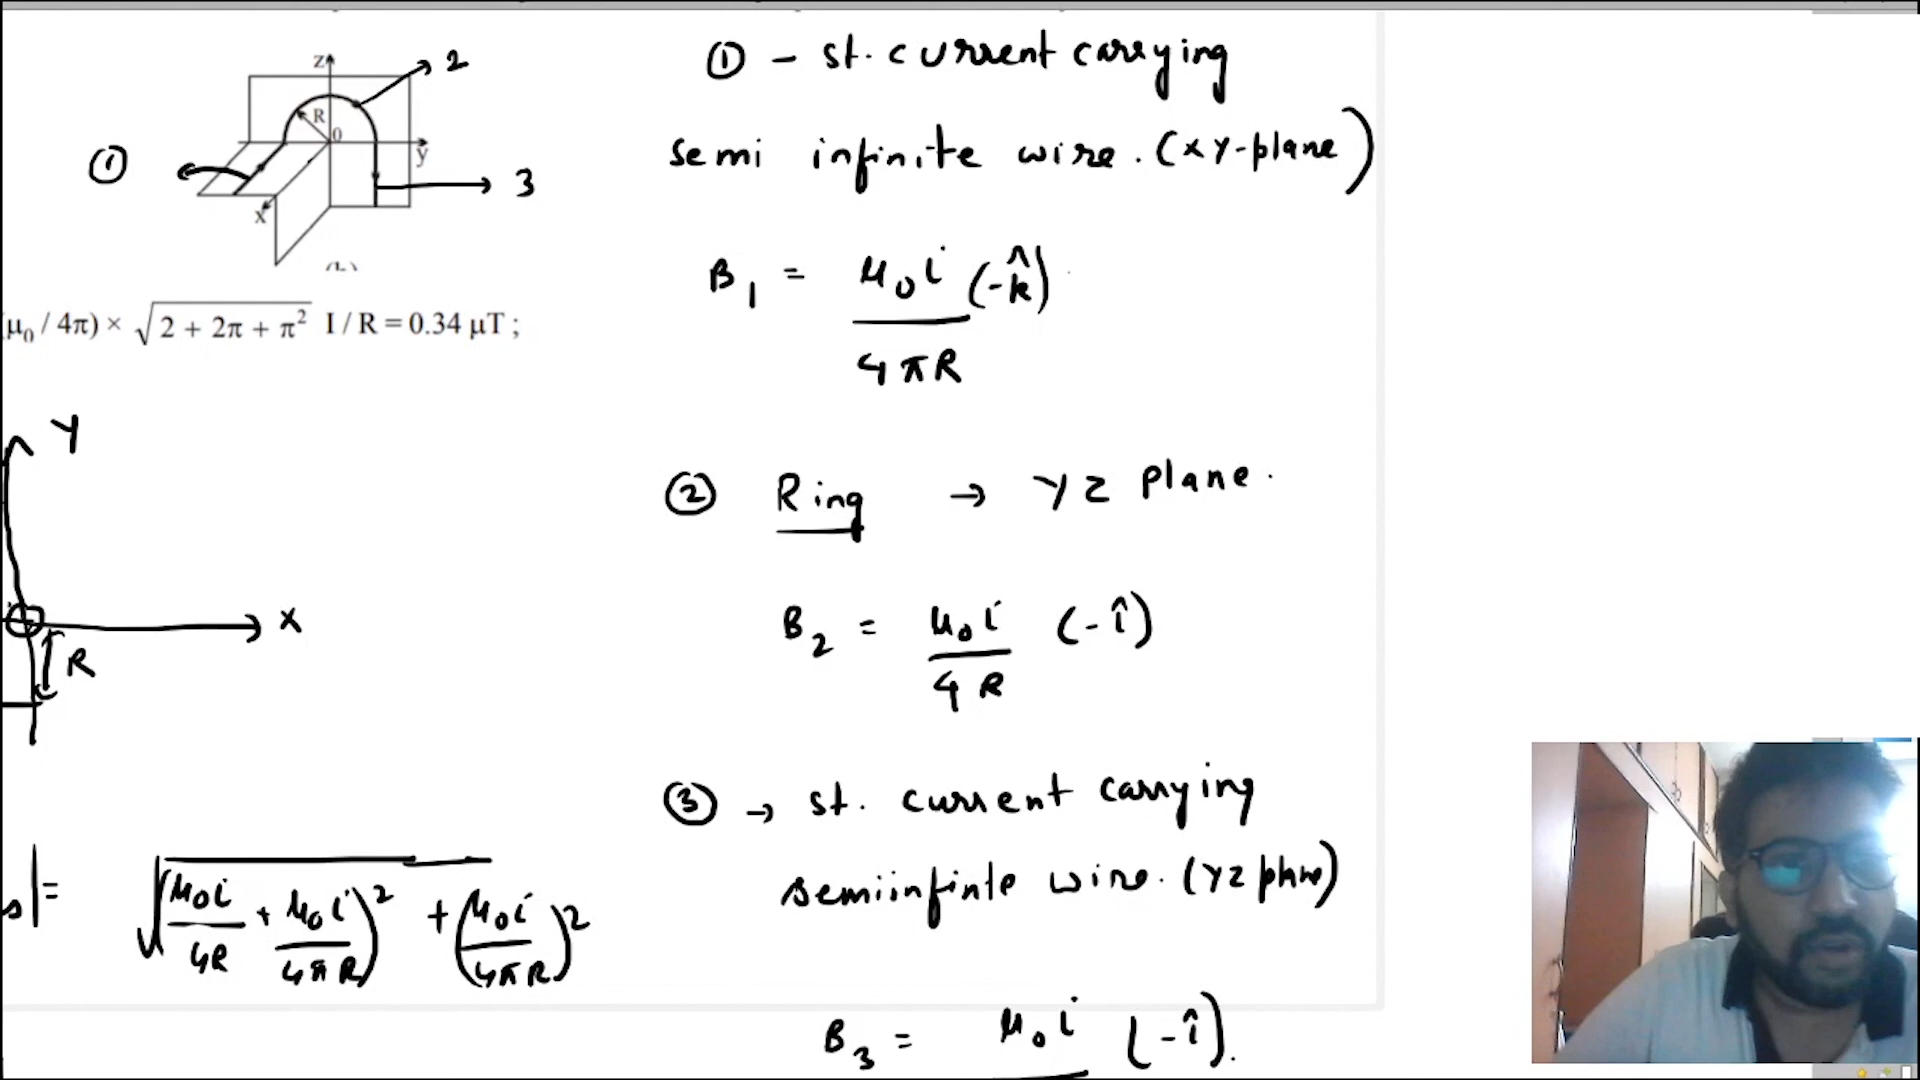 ① - st. current carrying
semi infinite wire. (XY-plane)
z
2
R
0
y
①
3
x
B₁ = μ₀i/4πR (-k̂)
μ₀ / 4π) × √(2 + 2π + π²) I / R = 0.34 μT ;
Y
② Ring → YZ plane.
X
R
B₂ = μ₀i/4R (-î)
③ → st. current carrying
semiinfinte wire. (YZ plane)
s| = √((μ₀i/4R + μ₀i/4πR)² + (μ₀i/4πR)²)
B₃ = μ₀i (-î).